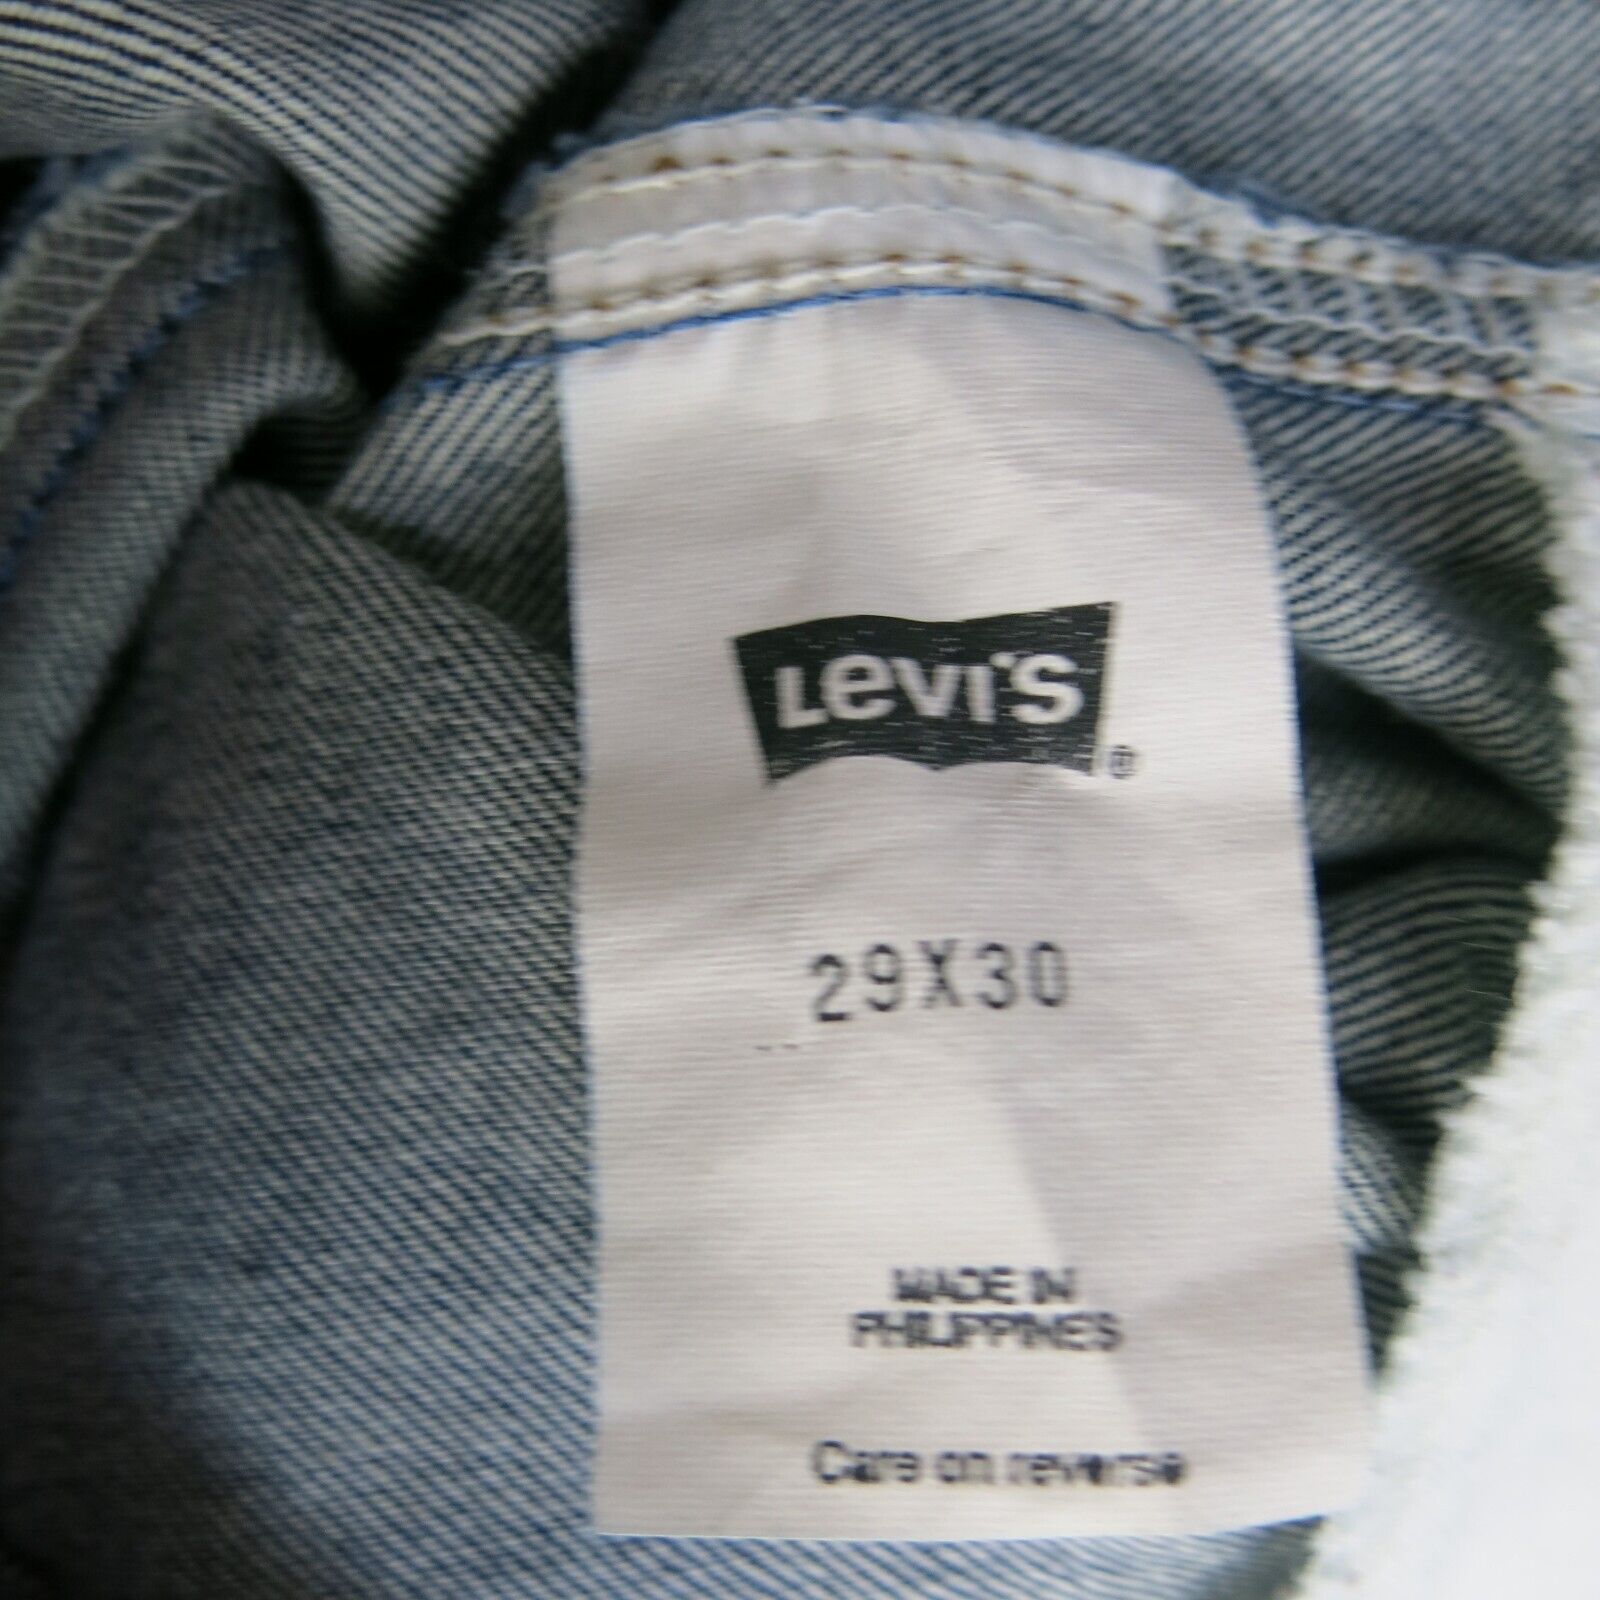 Levi's
®
29X30
MADE IN
PHILIPPINES
Care on reverse